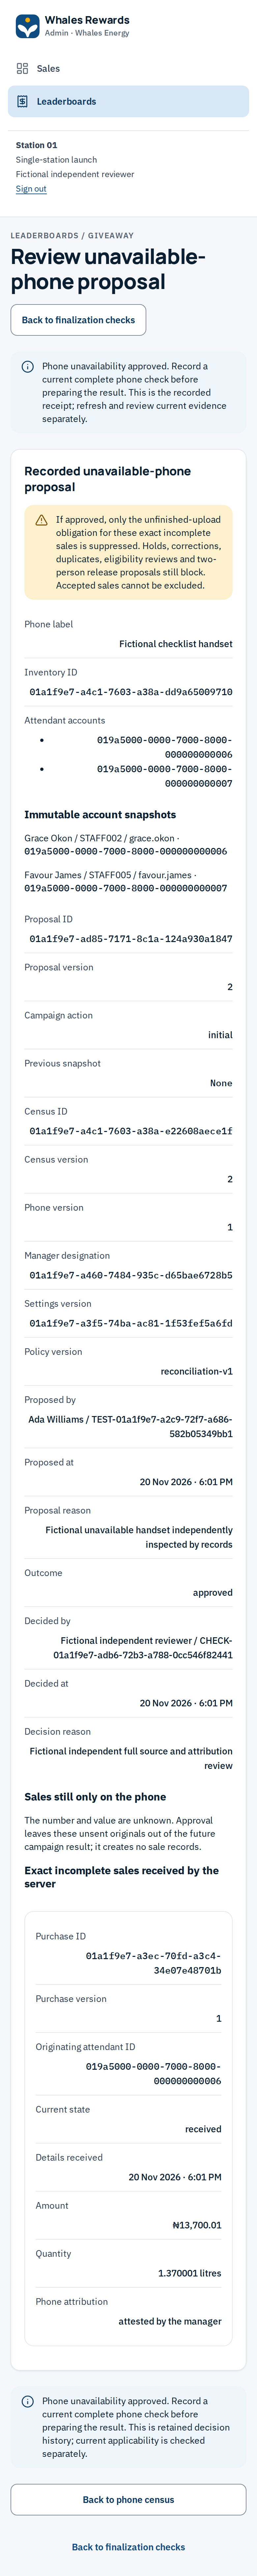 Whales Rewards
Admin · Whales Energy
Sales
Leaderboards
Station 01
Single-station launch
Fictional independent reviewer
Sign out
LEADERBOARDS / GIVEAWAY
Review unavailable-
phone proposal
Back to finalization checks
Phone unavailability approved. Record a
current complete phone check before
preparing the result. This is the recorded
receipt; refresh and review current evidence
separately.
Recorded unavailable-phone
proposal
If approved, only the unfinished-upload
obligation for these exact incomplete
sales is suppressed. Holds, corrections,
duplicates, eligibility reviews and two-
person release proposals still block.
Accepted sales cannot be excluded.
Phone label
Fictional checklist handset
Inventory ID
01a1f9e7-a4c1-7603-a38a-dd9a65009710
Attendant accounts
019a5000-0000-7000-8000-
000000000006
019a5000-0000-7000-8000-
000000000007
Immutable account snapshots
Grace Okon / STAFF002 / grace.okon ·
019a5000-0000-7000-8000-000000000006
Favour James / STAFF005 / favour.james ·
019a5000-0000-7000-8000-000000000007
Proposal ID
01a1f9e7-ad85-7171-8c1a-124a930a1847
Proposal version
2
Campaign action
initial
Previous snapshot
None
Census ID
01a1f9e7-a4c1-7603-a38a-e22608aece1f
Census version
2
Phone version
1
Manager designation
01a1f9e7-a460-7484-935c-d65bae6728b5
Settings version
01a1f9e7-a3f5-74ba-ac81-1f53fef5a6fd
Policy version
reconciliation-v1
Proposed by
Ada Williams / TEST-01a1f9e7-a2c9-72f7-a686-
582b05349bb1
Proposed at
20 Nov 2026 · 6:01 PM
Proposal reason
Fictional unavailable handset independently
inspected by records
Outcome
approved
Decided by
Fictional independent reviewer / CHECK-
01a1f9e7-adb6-72b3-a788-0cc546f82441
Decided at
20 Nov 2026 · 6:01 PM
Decision reason
Fictional independent full source and attribution
review
Sales still only on the phone
The number and value are unknown. Approval
leaves these unsent originals out of the future
campaign result; it creates no sale records.
Exact incomplete sales received by the
server
Purchase ID
01a1f9e7-a3ec-70fd-a3c4-
34e07e48701b
Purchase version
1
Originating attendant ID
019a5000-0000-7000-8000-
000000000006
Current state
received
Details received
20 Nov 2026 · 6:01 PM
Amount
₦13,700.01
Quantity
1.370001 litres
Phone attribution
attested by the manager
Phone unavailability approved. Record a
current complete phone check before
preparing the result. This is retained decision
history; current applicability is checked
separately.
Back to phone census
Back to finalization checks